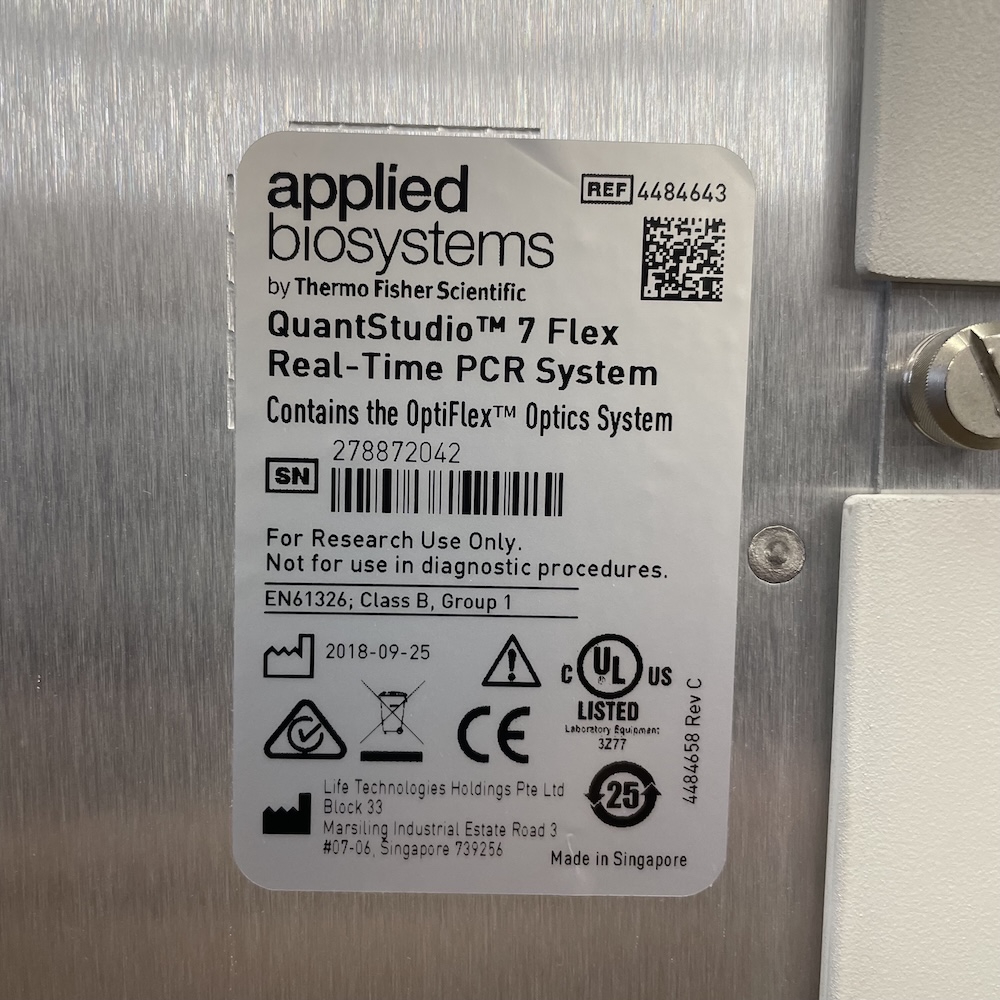 applied
biosystems
by Thermo Fisher Scientific
REF 4484643
QuantStudio™ 7 Flex
Real-Time PCR System
Contains the OptiFlex™ Optics System
278872042
SN
For Research Use Only.
Not for use in diagnostic procedures.
EN61326; Class B, Group 1
2018-09-25
C UL US
LISTED
Laboratory Equipment
3Z77
CE
25
4484658 Rev C
Life Technologies Holdings Pte Ltd
Block 33
Marsiling Industrial Estate Road 3
#07-06, Singapore 739256
Made in Singapore